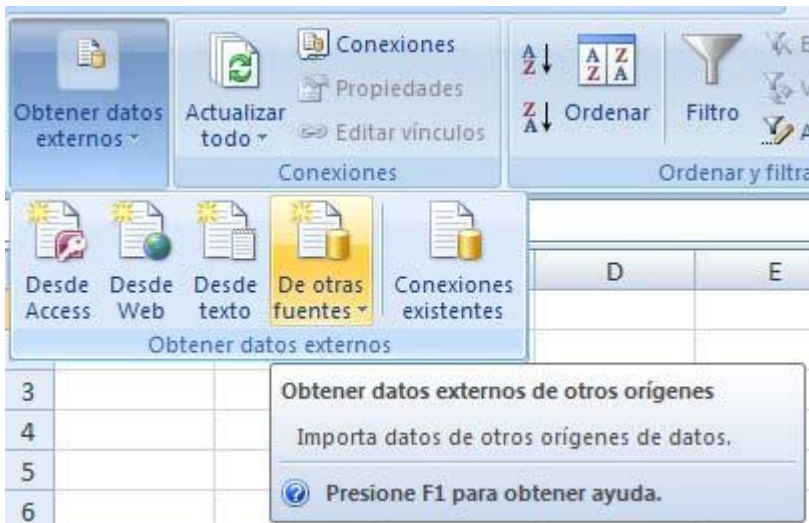 Obtener datos
externos
Actualizar
todo
Conexiones
Propiedades
Editar vínculos
Conexiones
A
Z
Z
A
A Z
Z A
Ordenar
Filtro
Ordenar y filtra
Desde
Access
Desde
Web
Desde
texto
De otras
fuentes
Conexiones
existentes
Obtener datos externos
D
E
3
4
5
6
Obtener datos externos de otros orígenes
Importa datos de otros orígenes de datos.
Presione F1 para obtener ayuda.